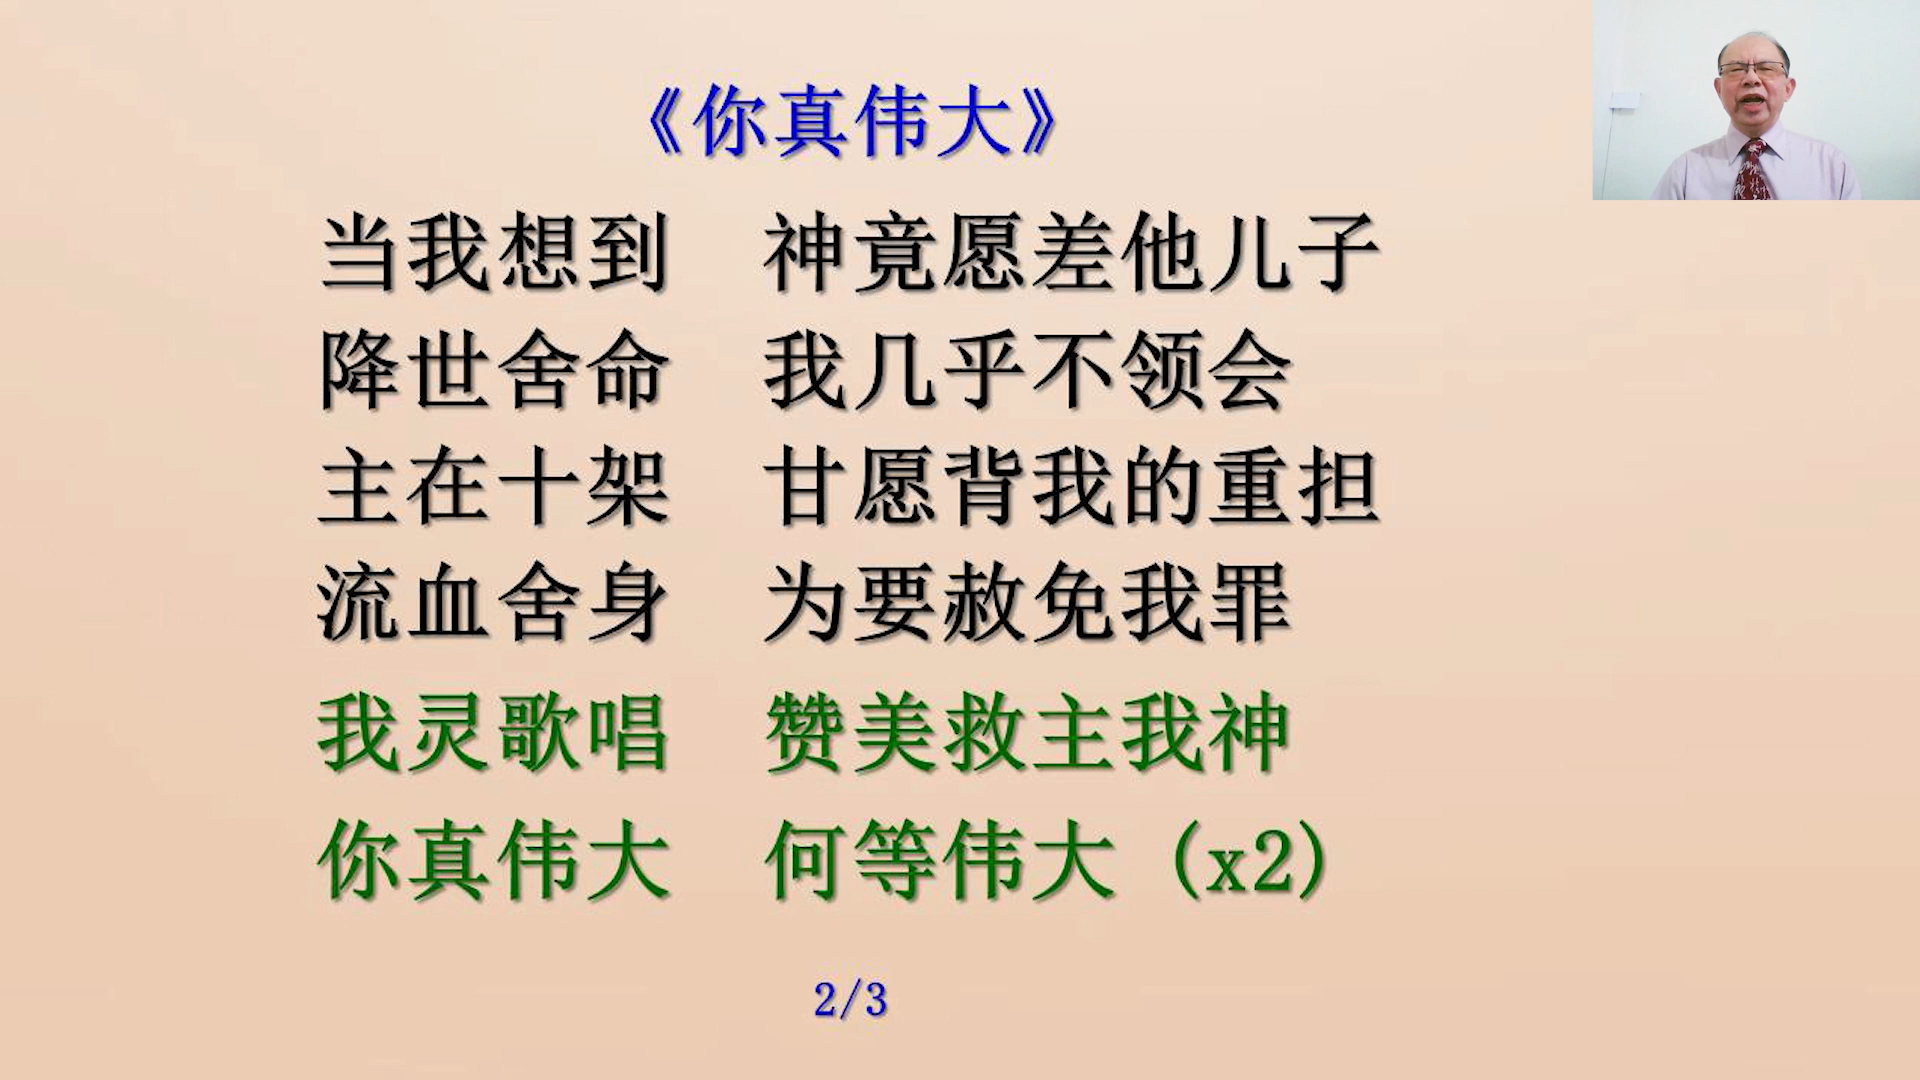 《你真伟大》
当我想到 神竟愿差他儿子
降世舍命 我几乎不领会
主在十架 甘愿背我的重担
流血舍身 为要赦免我罪
我灵歌唱 赞美救主我神
你真伟大 何等伟大 (x2)
2/3